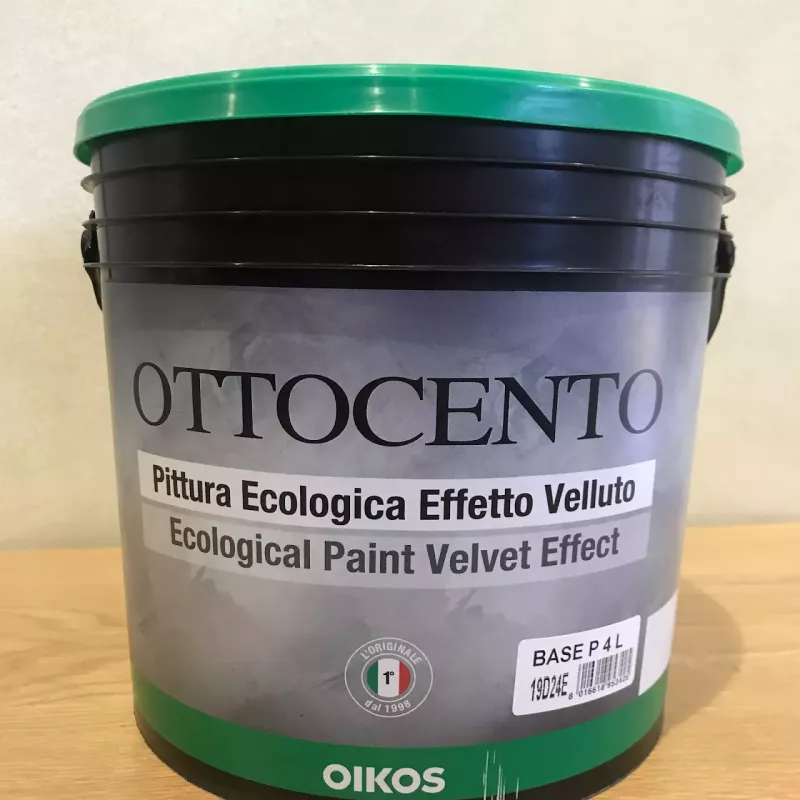 OTTOCENTO
Pittura Ecologica Effetto Velluto
Ecological Paint Velvet Effect
L'ORIGINALE
1°
dal 1998
BASE P 4 L
19D24E
OIKOS